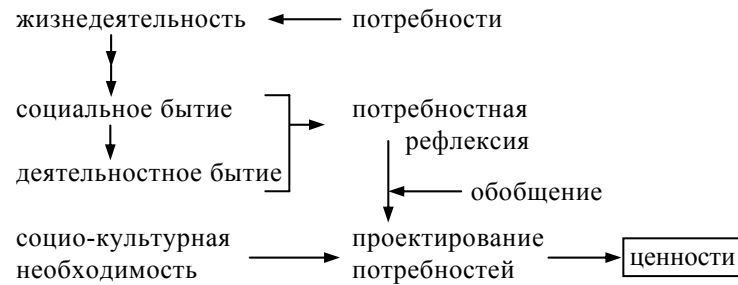 жизнедеятельность потребности
социальное бытие потребностная
рефлексия
деятельностное бытие
обобщение
социо-культурная проектирование
необходимость потребностей ценности